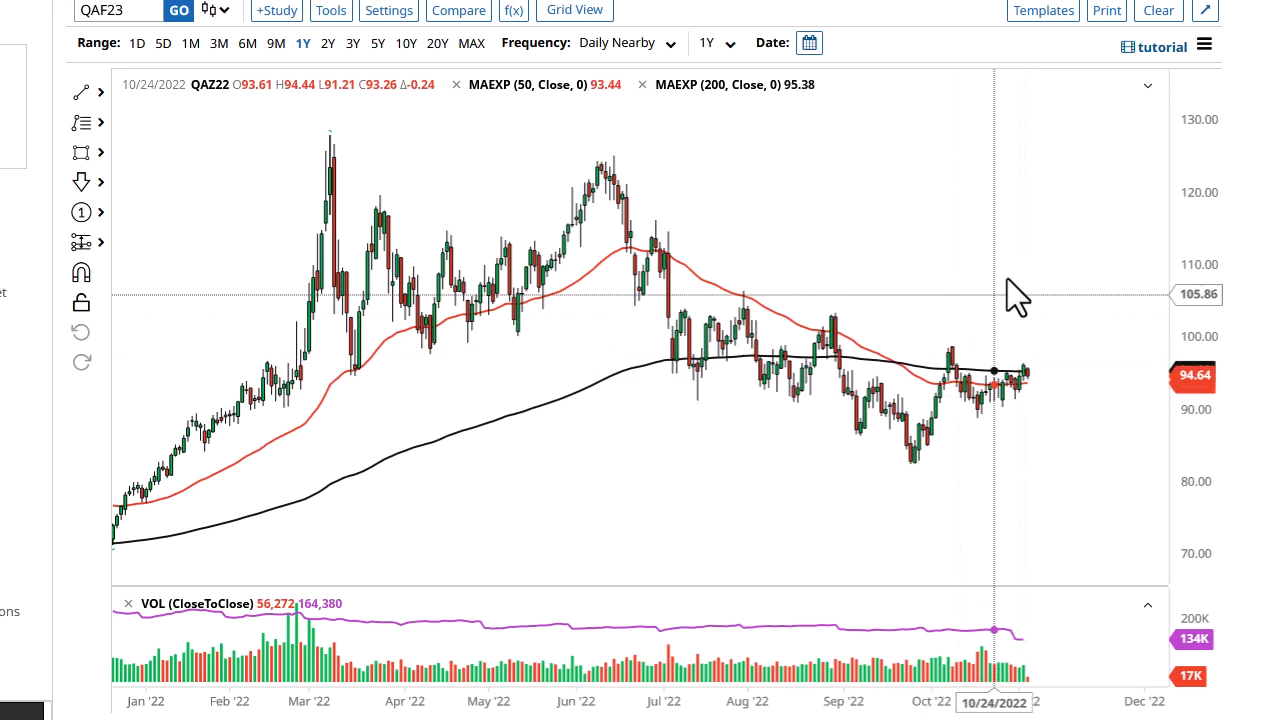 QAF23 GO +Study Tools Settings Compare f(x) Grid View Templates Print Clear
Range: 1D 5D 1M 3M 6M 9M 1Y 2Y 3Y 5Y 10Y 20Y MAX Frequency: Daily Nearby 1Y Date: tutorial
10/24/2022 QAZ22 O93.61 H94.44 L91.21 C93.26 Δ-0.24 × MAEXP (50, Close, 0) 93.44 × MAEXP (200, Close, 0) 95.38
130.00
120.00
110.00
105.86
100.00
94.64
90.00
80.00
70.00
1
et
ons
× VOL (CloseToClose) 56,272 164,380
200K
134K
17K
Jan '22 Feb '22 Mar '22 Apr '22 May '22 Jun '22 Jul '22 Aug '22 Sep '22 Oct '22 10/24/2022 2 Dec '22